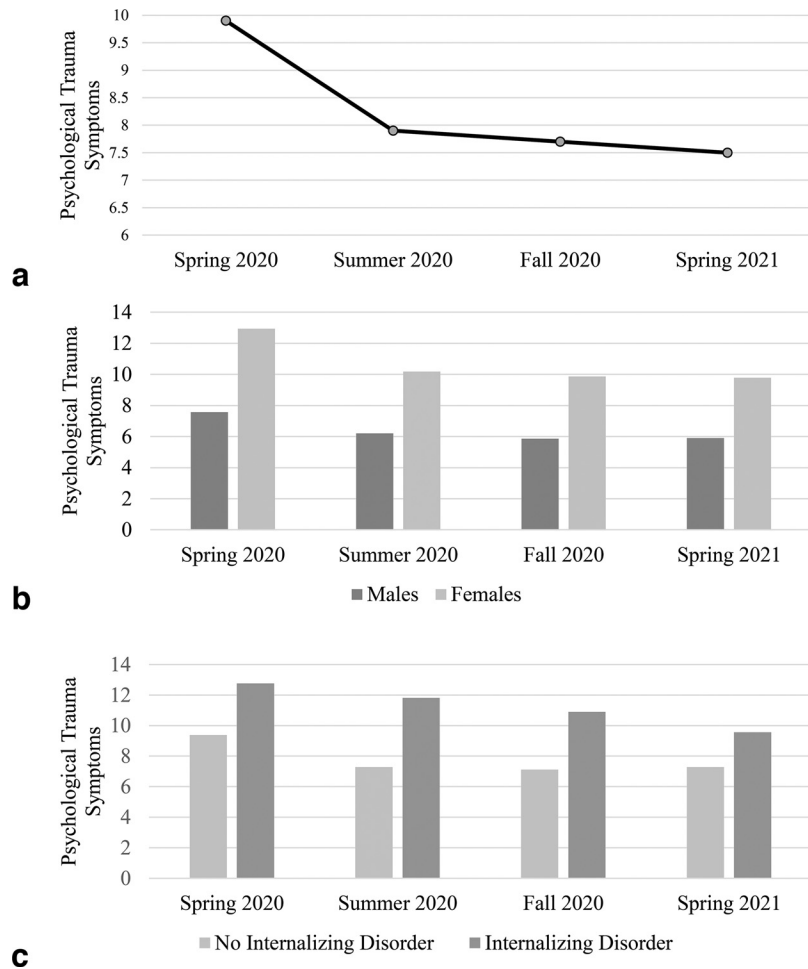 Psychological Trauma
Symptoms
10
9.5
9
8.5
8
7.5
7
6.5
6
Spring 2020 Summer 2020 Fall 2020 Spring 2021
a
Psychological Trauma
Symptoms
14
12
10
8
6
4
2
0
Spring 2020 Summer 2020 Fall 2020 Spring 2021
Males Females
b
Psychological Trauma
Symptoms
14
12
10
8
6
4
2
0
Spring 2020 Summer 2020 Fall 2020 Spring 2021
No Internalizing Disorder Internalizing Disorder
c